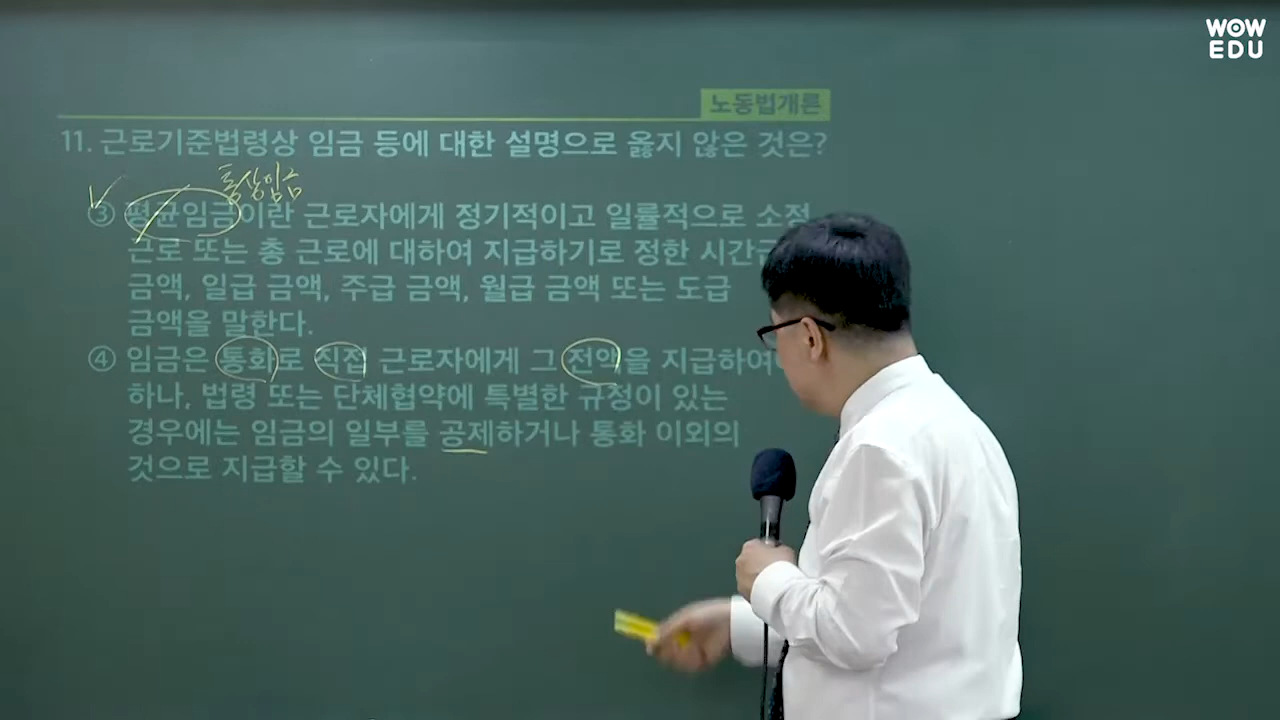 WOW
EDU
노동법개론
11. 근로기준법령상 임금 등에 대한 설명으로 옳지 않은 것은?
통상임금
③ 평균임금이란 근로자에게 정기적이고 일률적으로 소정
근로 또는 총 근로에 대하여 지급하기로 정한
금액, 일급 금액, 주급 금액, 월급 금액 또는 도급
금액을 말한다.
④ 임금은 통화로 직접 근로자에게 그 전액을
하나, 법령 또는 단체협약에 특별한 규정이 있는
경우에는 임금의 일부를 공제하거나 통화 이외의
것으로 지급할 수 있다.